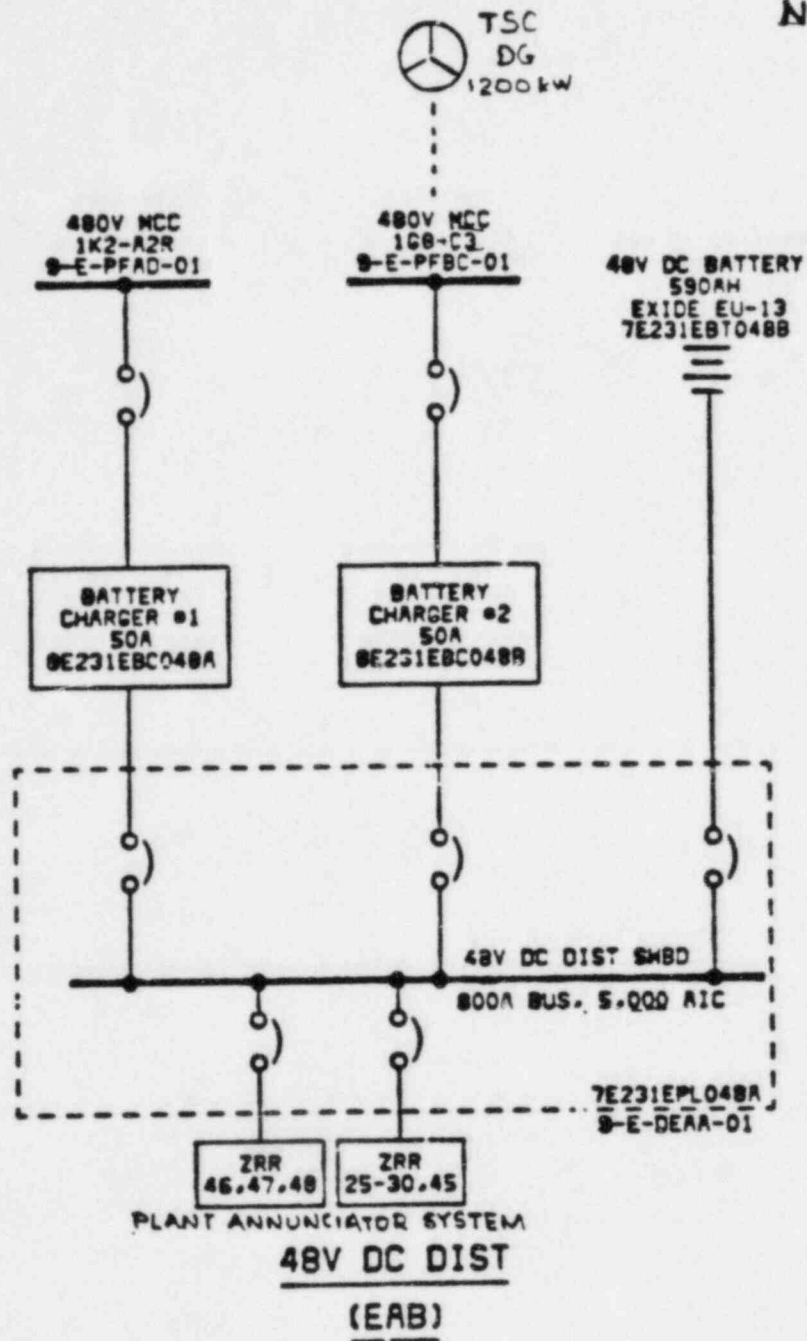 N
TSC
DG
1200 kW
480V MCC
1K2-A2R
9-E-PFAD-01
480V MCC
1G8-C3
9-E-PFBC-01
48V DC BATTERY
590AH
EXIDE EU-13
7E231EBT048B
BATTERY
CHARGER #1
50A
8E231EBC048A
BATTERY
CHARGER #2
50A
8E231EBC048B
48V DC DIST SWBD
800A BUS. 5,000 AIC
7E231EPL048A
9-E-DEAA-01
ZRR
46,47,48
ZRR
25-30,45
PLANT ANNUNCIATOR SYSTEM
48V DC DIST
(EAB)